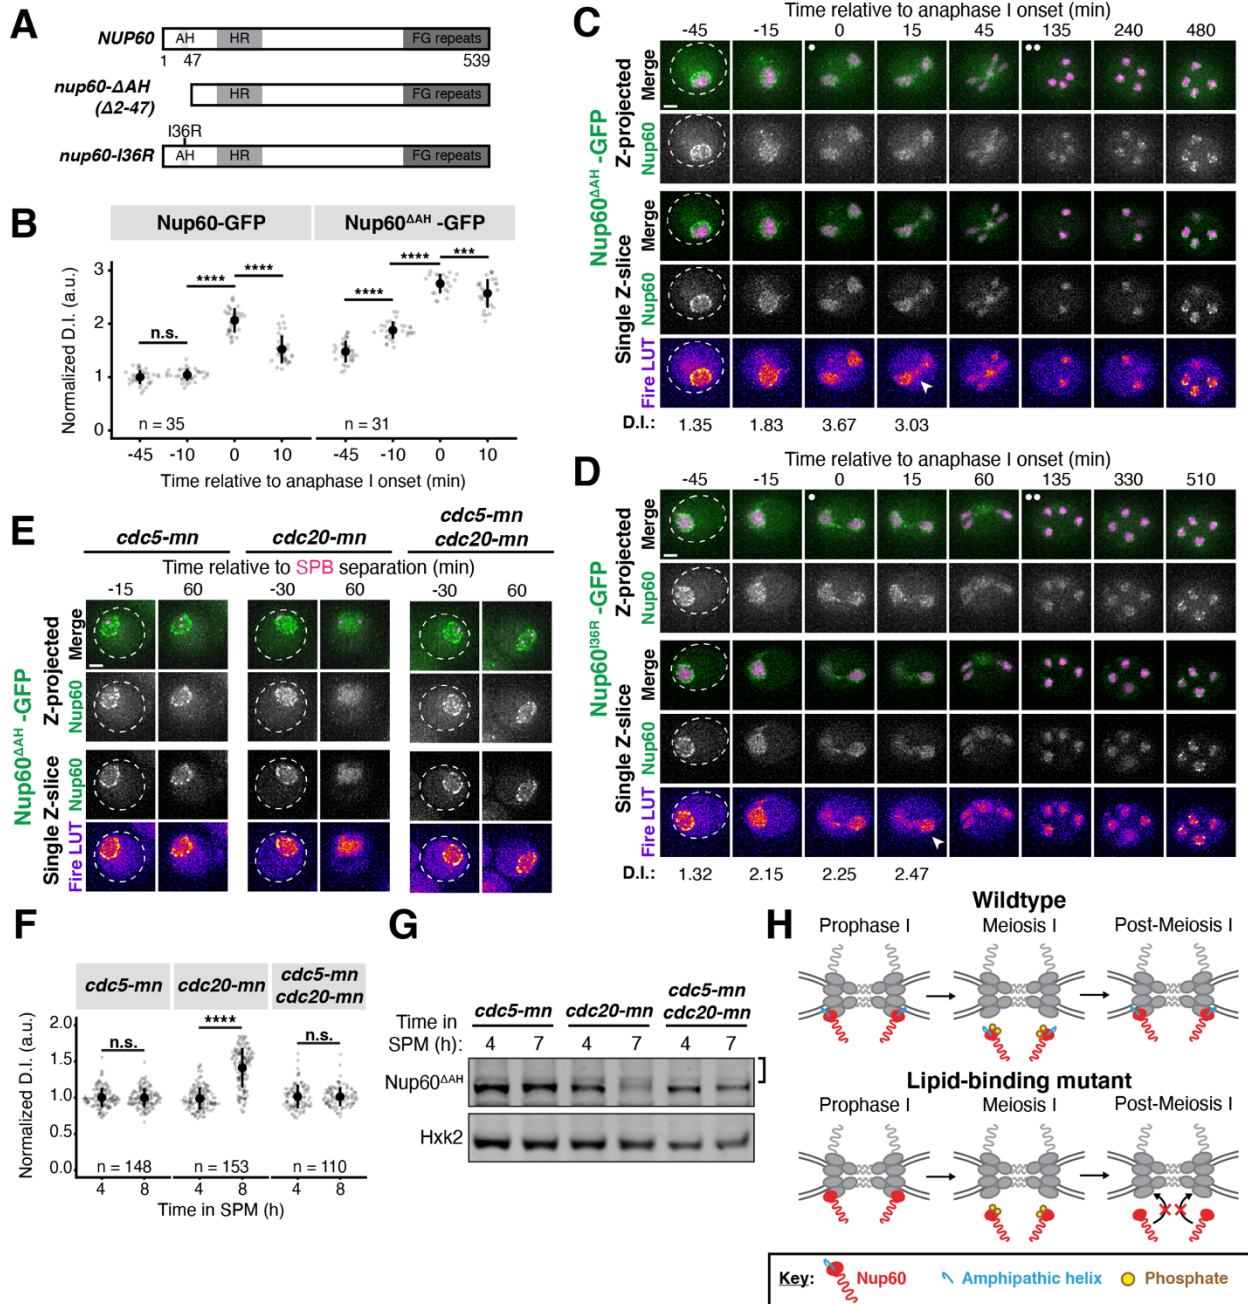 A
NUP60
AH
HR
FG repeats
1
47
539
nup60-ΔAH
(Δ2-47)
HR
FG repeats
I36R
nup60-I36R
AH
HR
FG repeats
B
Nup60-GFP
Nup60ΔAH -GFP
Normalized D.I. (a.u.)
3
2
1
0
n.s.
****
****
****
****
***
n = 35
n = 31
-45 -10 0 10 -45 -10 0 10
Time relative to anaphase I onset (min)
C
Time relative to anaphase I onset (min)
-45 -15 0 15 45 135 240 480
Nup60ΔAH -GFP
Z-projected
Merge
Nup60
Single Z-slice
Merge
Nup60
Fire LUT
D.I.: 1.35 1.83 3.67 3.03
D
Time relative to anaphase I onset (min)
-45 -15 0 15 60 135 330 510
Nup60I36R -GFP
Z-projected
Merge
Nup60
Single Z-slice
Merge
Nup60
Fire LUT
D.I.: 1.32 2.15 2.25 2.47
E
cdc5-mn
cdc20-mn
cdc5-mn
cdc20-mn
Time relative to SPB separation (min)
-15 60 -30 60 -30 60
Nup60ΔAH -GFP
Z-projected
Merge
Nup60
Single Z-slice
Nup60
Fire LUT
F
cdc5-mn
cdc20-mn
cdc5-mn
cdc20-mn
Normalized D.I. (a.u.)
2.0
1.5
1.0
0.5
0.0
n.s.
****
n.s.
n = 148
n = 153
n = 110
4 8 4 8 4 8
Time in SPM (h)
G
cdc5-mn
cdc20-mn
cdc5-mn
cdc20-mn
Time in
SPM (h):
4 7 4 7 4 7
Nup60ΔAH
Hxk2
H
Wildtype
Prophase I
Meiosis I
Post-Meiosis I
Lipid-binding mutant
Prophase I
Meiosis I
Post-Meiosis I
Key:
Nup60
Amphipathic helix
Phosphate